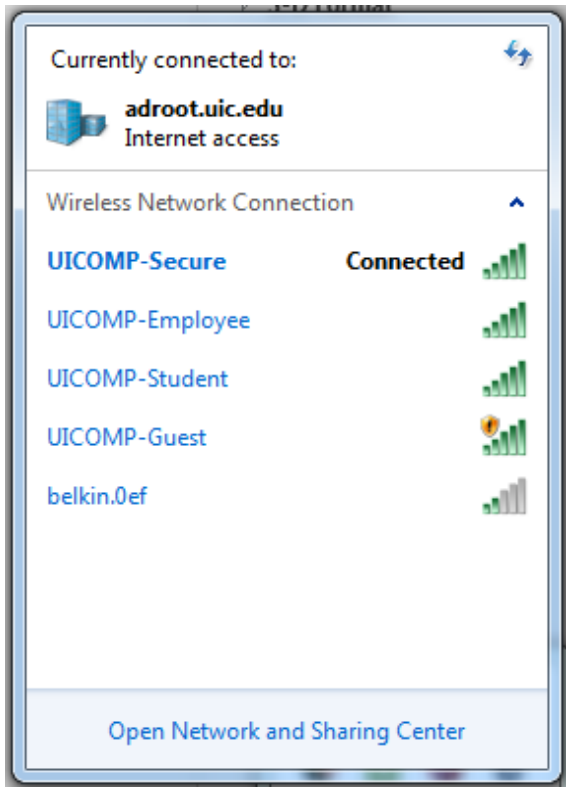 Currently connected to:
adroot.uic.edu
Internet access
Wireless Network Connection
UICOMP-Secure Connected
UICOMP-Employee
UICOMP-Student
UICOMP-Guest
belkin.0ef
Open Network and Sharing Center